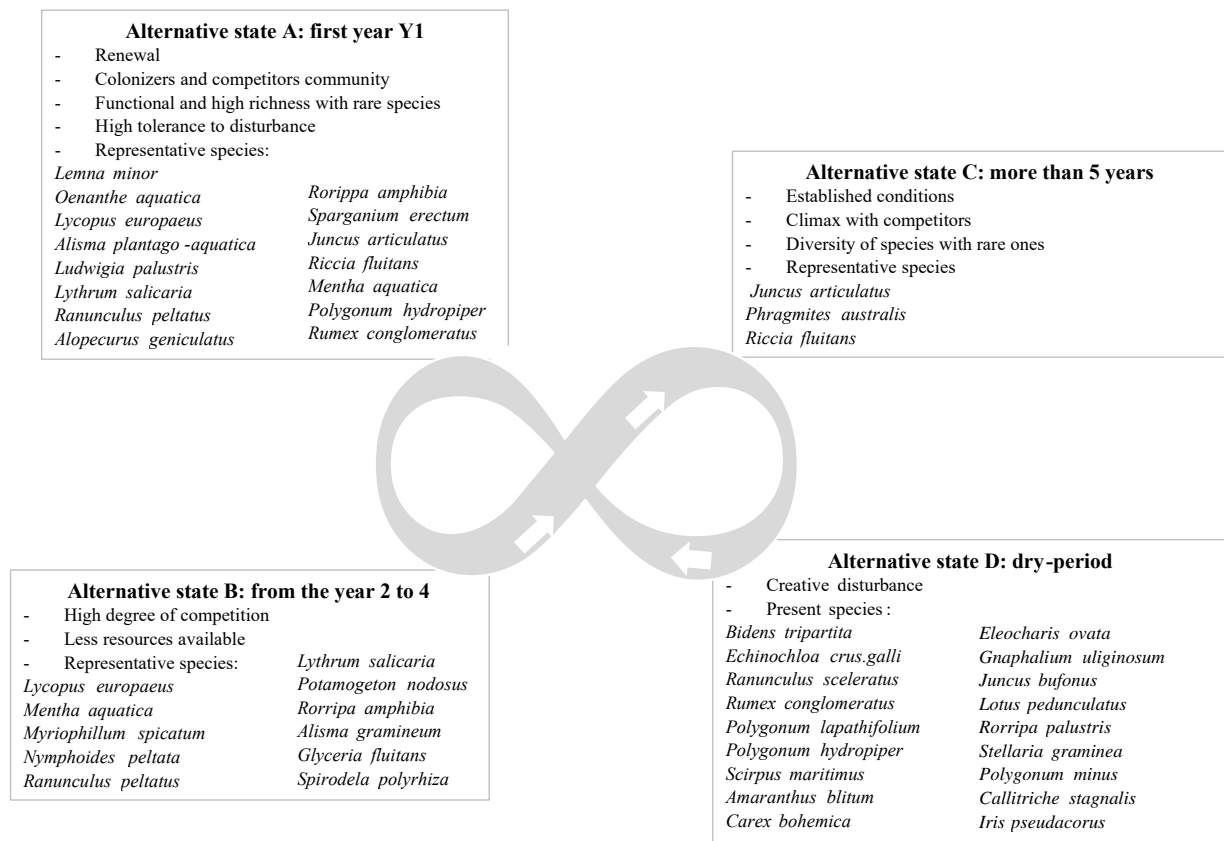 Alternative state A: first year Y1
- Renewal
- Colonizers and competitors community
- Functional and high richness with rare species
- High tolerance to disturbance
- Representative species:
Lemna minor
Oenanthe aquatica
Lycopus europaeus
Alisma plantago -aquatica
Ludwigia palustris
Lythrum salicaria
Ranunculus peltatus
Alopecurus geniculatus
Rorippa amphibia
Sparganium erectum
Juncus articulatus
Riccia fluitans
Mentha aquatica
Polygonum hydropiper
Rumex conglomeratus
Alternative state C: more than 5 years
- Established conditions
- Climax with competitors
- Diversity of species with rare ones
- Representative species
Juncus articulatus
Phragmites australis
Riccia fluitans
Alternative state B: from the year 2 to 4
- High degree of competition
- Less resources available
- Representative species:
Lycopus europaeus
Mentha aquatica
Myriophillum spicatum
Nymphoides peltata
Ranunculus peltatus
Lythrum salicaria
Potamogeton nodosus
Rorripa amphibia
Alisma gramineum
Glyceria fluitans
Spirodela polyrhiza
Alternative state D: dry-period
- Creative disturbance
- Present species :
Bidens tripartita
Echinochloa crus.galli
Ranunculus sceleratus
Rumex conglomeratus
Polygonum lapathifolium
Polygonum hydropiper
Scirpus maritimus
Amaranthus blitum
Carex bohemica
Eleocharis ovata
Gnaphalium uliginosum
Juncus bufonus
Lotus pedunculatus
Rorripa palustris
Stellaria graminea
Polygonum minus
Callitriche stagnalis
Iris pseudacorus